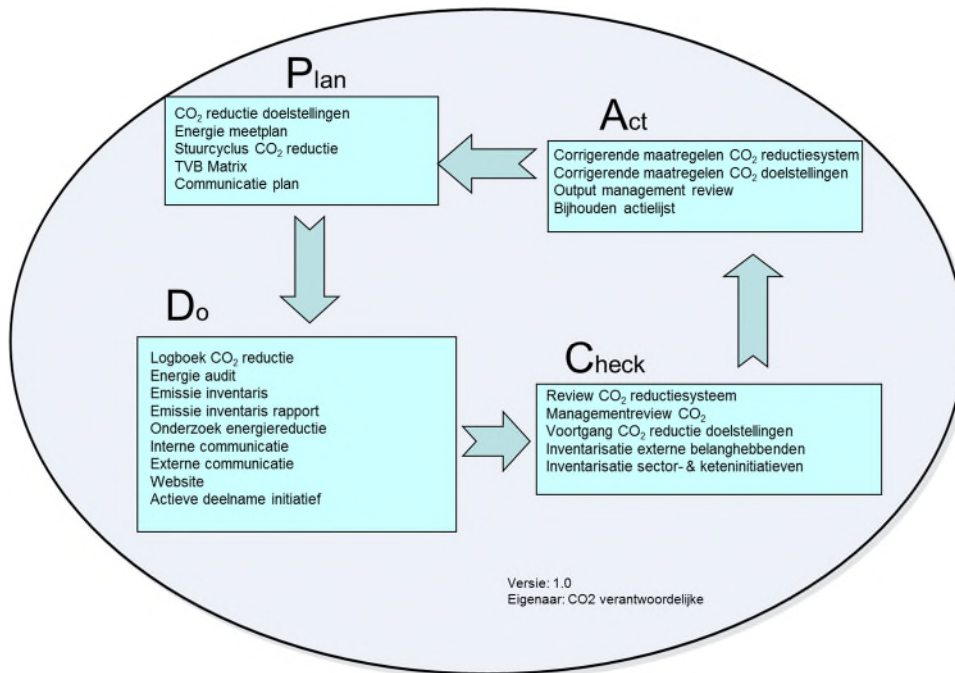 Plan
CO₂ reductie doelstellingen
Energie meetplan
Stuurcyclus CO₂ reductie
TVB Matrix
Communicatie plan
Act
Corrigerende maatregelen CO₂ reductiesystem
Corrigerende maatregelen CO₂ doelstellingen
Output management review
Bijhouden actielijst
Do
Logboek CO₂ reductie
Energie audit
Emissie inventaris
Emissie inventaris rapport
Onderzoek energiereductie
Interne communicatie
Externe communicatie
Website
Actieve deelname initiatief
Check
Review CO₂ reductiesysteem
Managementreview CO₂
Voortgang CO₂ reductie doelstellingen
Inventarisatie externe belanghebbenden
Inventarisatie sector- & keteninitiatieven
Versie: 1.0
Eigenaar: CO2 verantwoordelijke